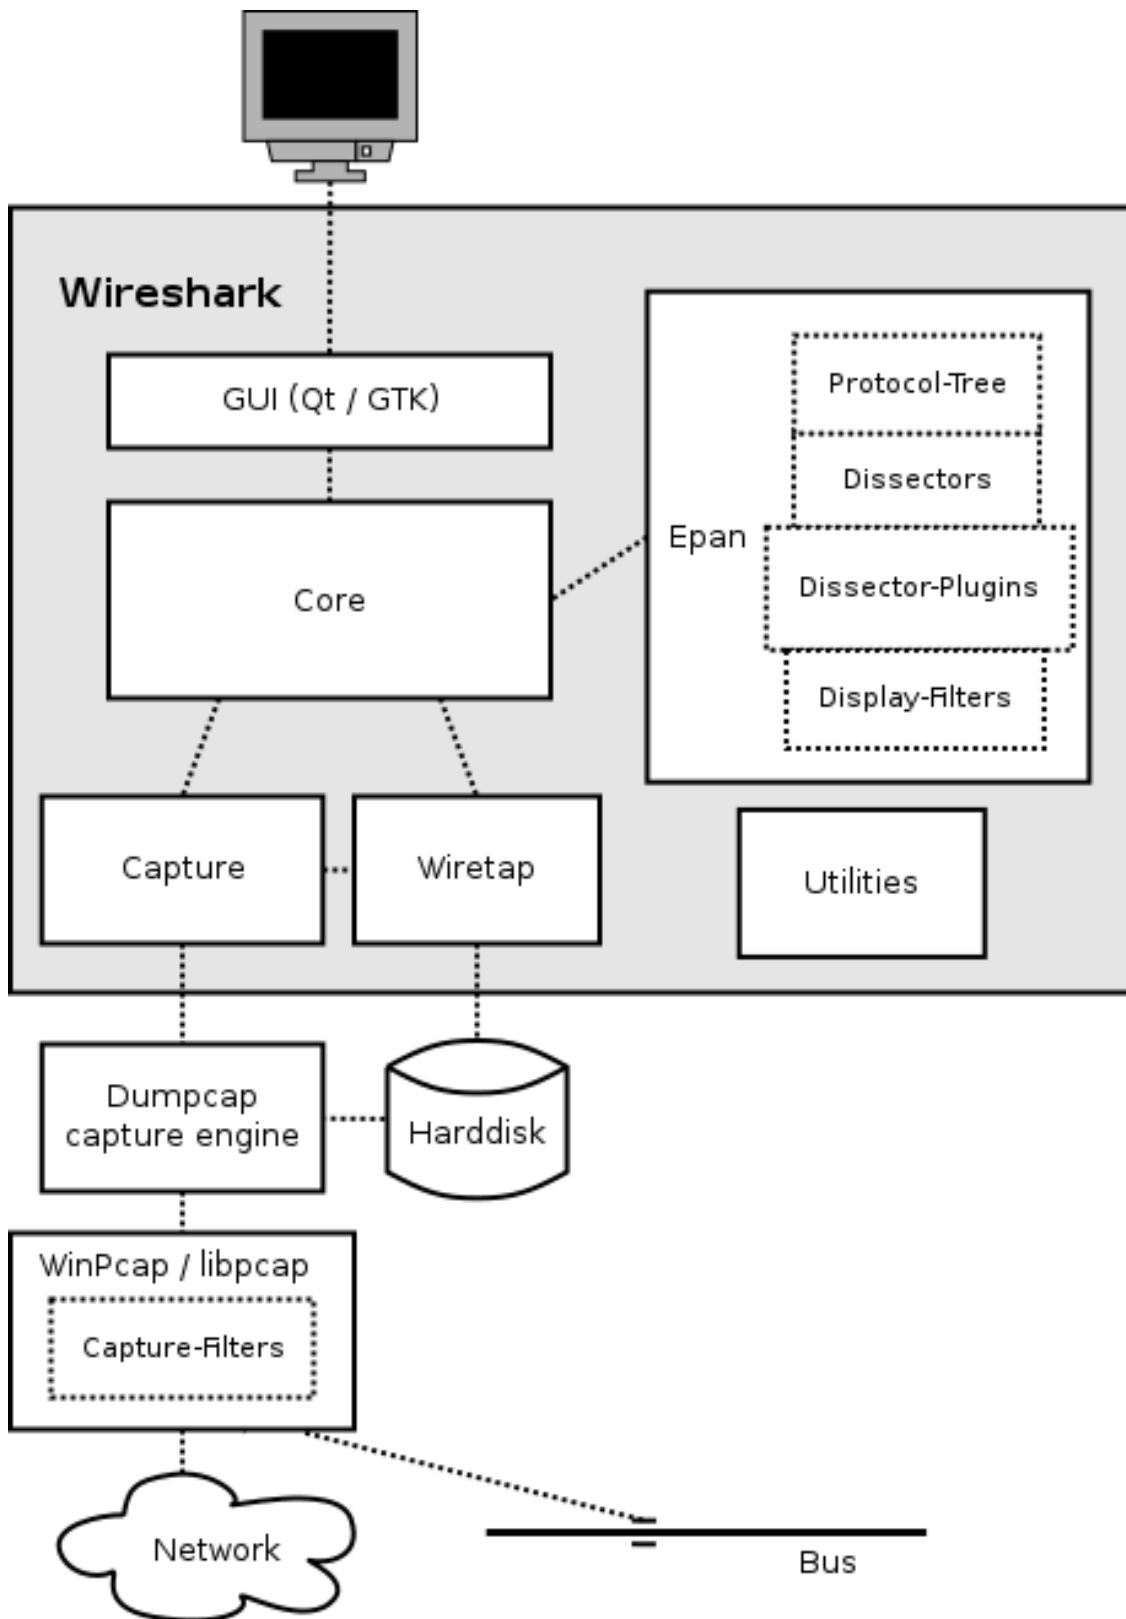 Wireshark
GUI (Qt / GTK)
Core
Epan
Protocol-Tree
Dissectors
Dissector-Plugins
Display-Filters
Capture
Wiretap
Utilities
Dumpcap
capture engine
Harddisk
WinPcap / libpcap
Capture-Filters
Network
Bus